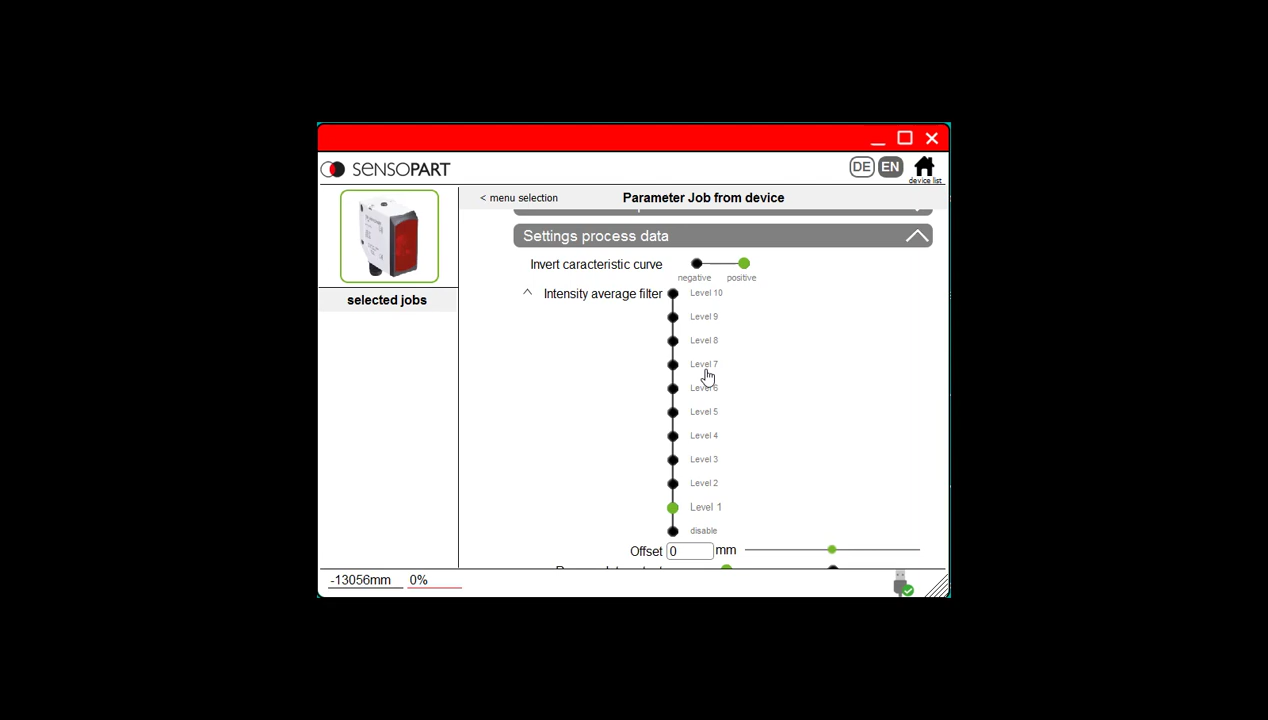 SENSOPART
DE EN
device list
< menu selection
Parameter Job from device
Settings process data
selected jobs
Invert caracteristic curve
negative positive
Intensity average filter
Level 10
Level 9
Level 8
Level 7
Level 6
Level 5
Level 4
Level 3
Level 2
Level 1
disable
Offset 0 mm
-13056mm 0%